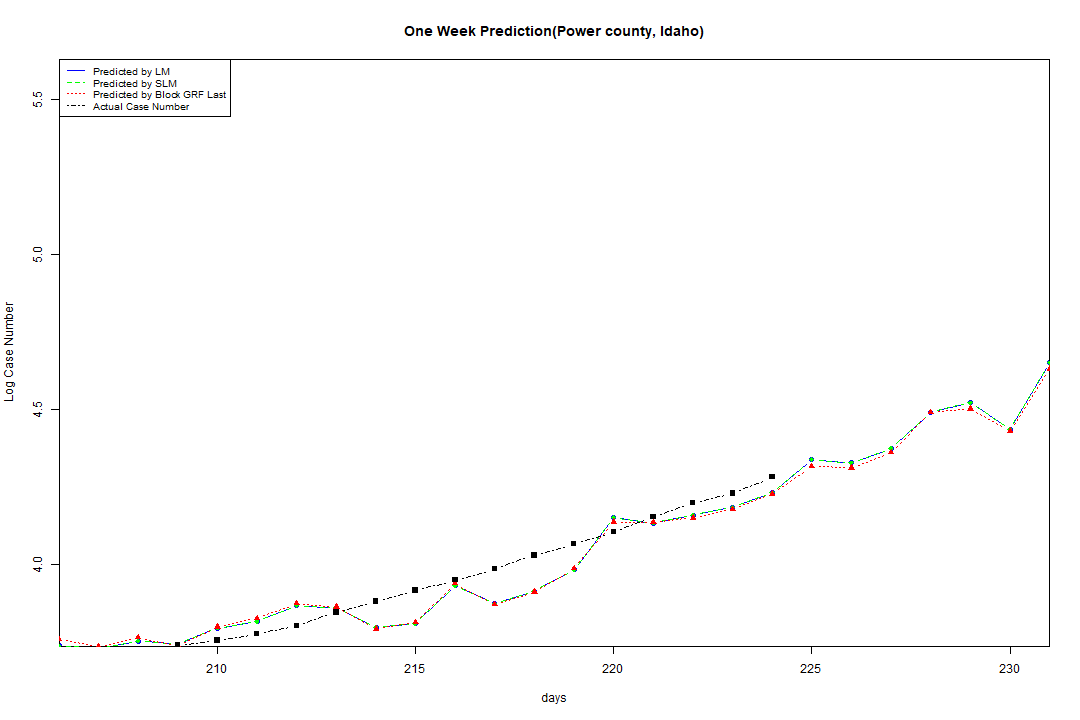 One Week Prediction(Power county, Idaho)
Predicted by LM
Predicted by SLM
Predicted by Block GRF Last
Actual Case Number
5.5
5.0
4.5
4.0
Log Case Number
210 215 220 225 230
days